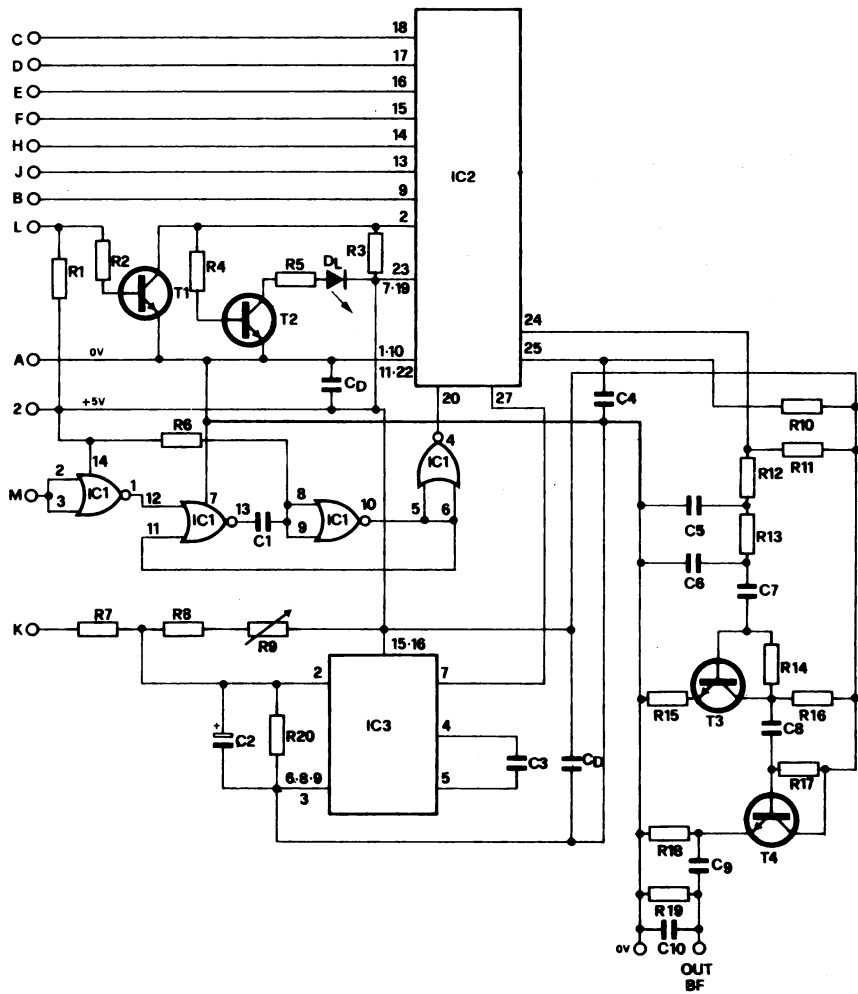 C
18
D
17
E
16
F
15
H
14
J
13
B
9
L
2
IC2
R1
R2
T1
R4
R5
DL
R3
23
7·19
T2
24
25
A
0V
1·10
11·22
CD
2
+5V
20
27
C4
R10
R6
4
R11
R12
14
M
2
3
IC1
1
12
7
11
IC1
13
C1
8
9
IC1
10
5
6
IC1
C5
R13
C6
C7
K
R7
R8
R9
15·16
2
7
R14
IC3
R15
T3
R16
+
C2
R20
4
C8
C3
CD
5
6·8·9
3
R17
R18
T4
C9
R19
0V
C10
OUT
BF